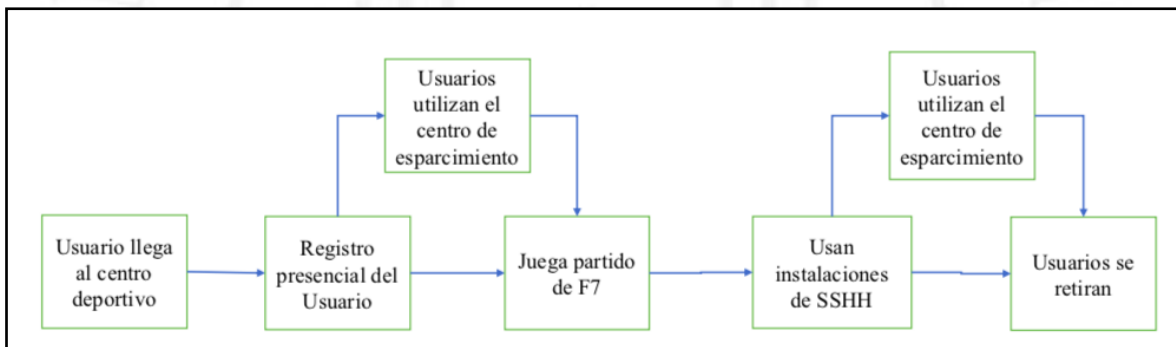 Usuarios
utilizan el
centro de
esparcimiento
Usuarios
utilizan el
centro de
esparcimiento
Usuario llega
al centro
deportivo
Registro
presencial del
Usuario
Juega partido
de F7
Usan
instalaciones
de SSHH
Usuarios se
retiran